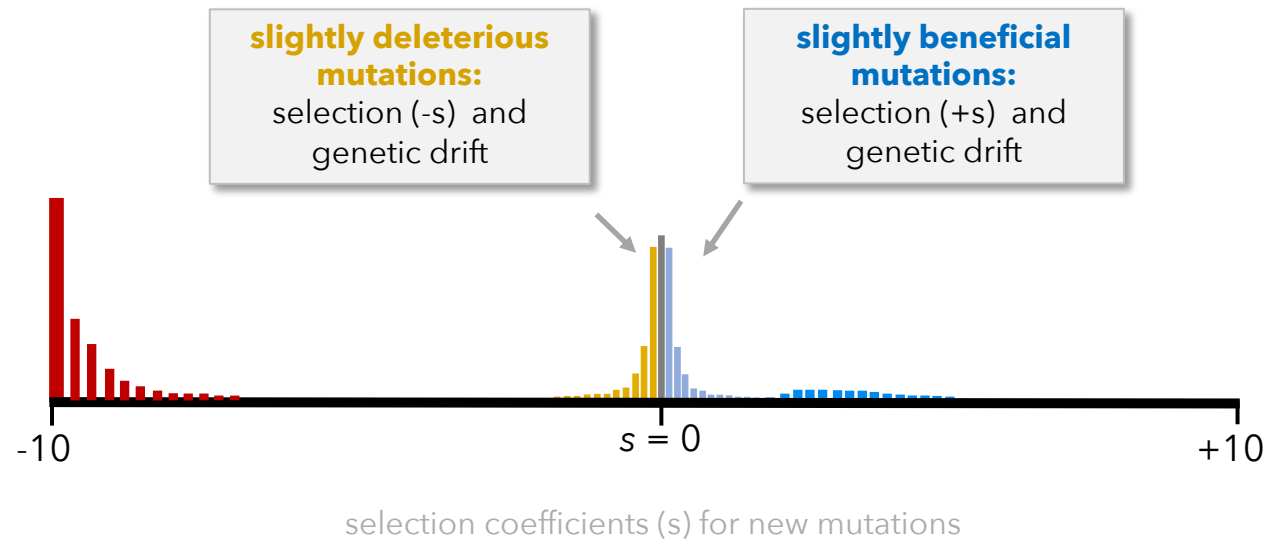 slightly deleterious
mutations:
selection (-s) and
genetic drift
slightly beneficial
mutations:
selection (+s) and
genetic drift
-10
s = 0
+10
selection coefficients (s) for new mutations